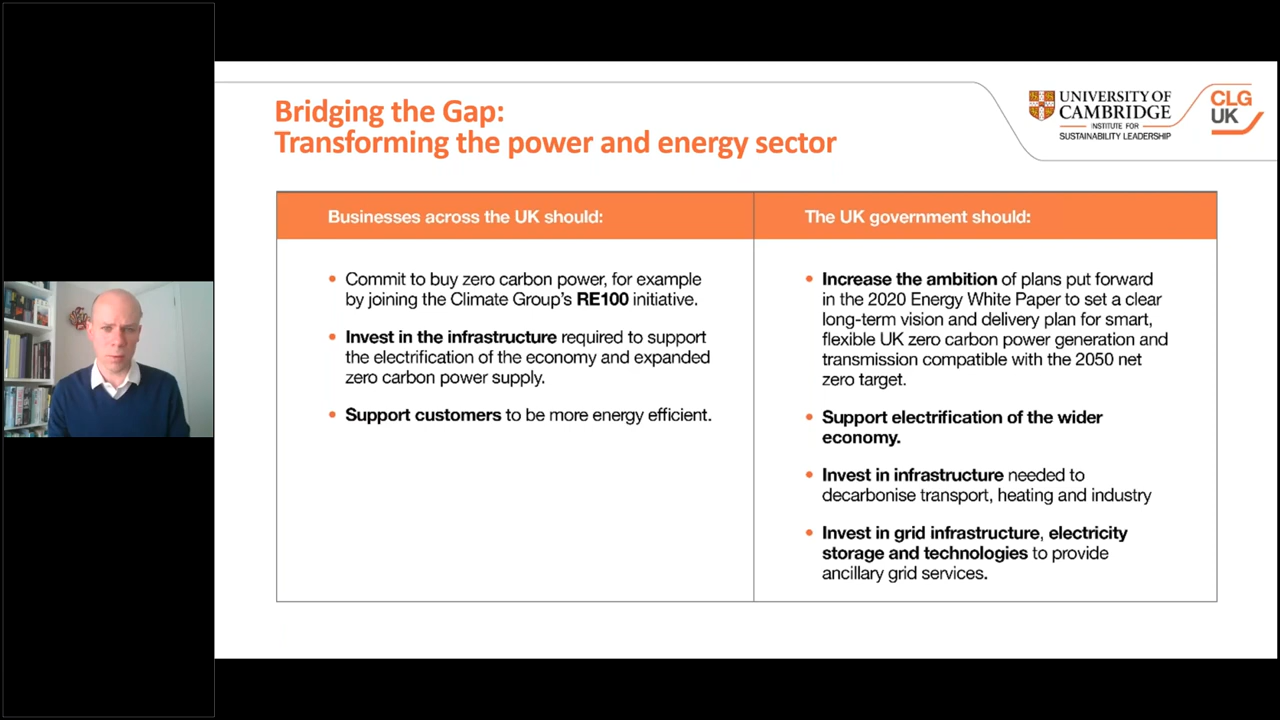 Bridging the Gap:
Transforming the power and energy sector
UNIVERSITY OF
CAMBRIDGE
INSTITUTE FOR
SUSTAINABILITY LEADERSHIP
CLG
UK
Businesses across the UK should:
• Commit to buy zero carbon power, for example
by joining the Climate Group's RE100 initiative.
• Invest in the infrastructure required to support
the electrification of the economy and expanded
zero carbon power supply.
• Support customers to be more energy efficient.
The UK government should:
• Increase the ambition of plans put forward
in the 2020 Energy White Paper to set a clear
long-term vision and delivery plan for smart,
flexible UK zero carbon power generation and
transmission compatible with the 2050 net
zero target.
• Support electrification of the wider
economy.
• Invest in infrastructure needed to
decarbonise transport, heating and industry
• Invest in grid infrastructure, electricity
storage and technologies to provide
ancillary grid services.